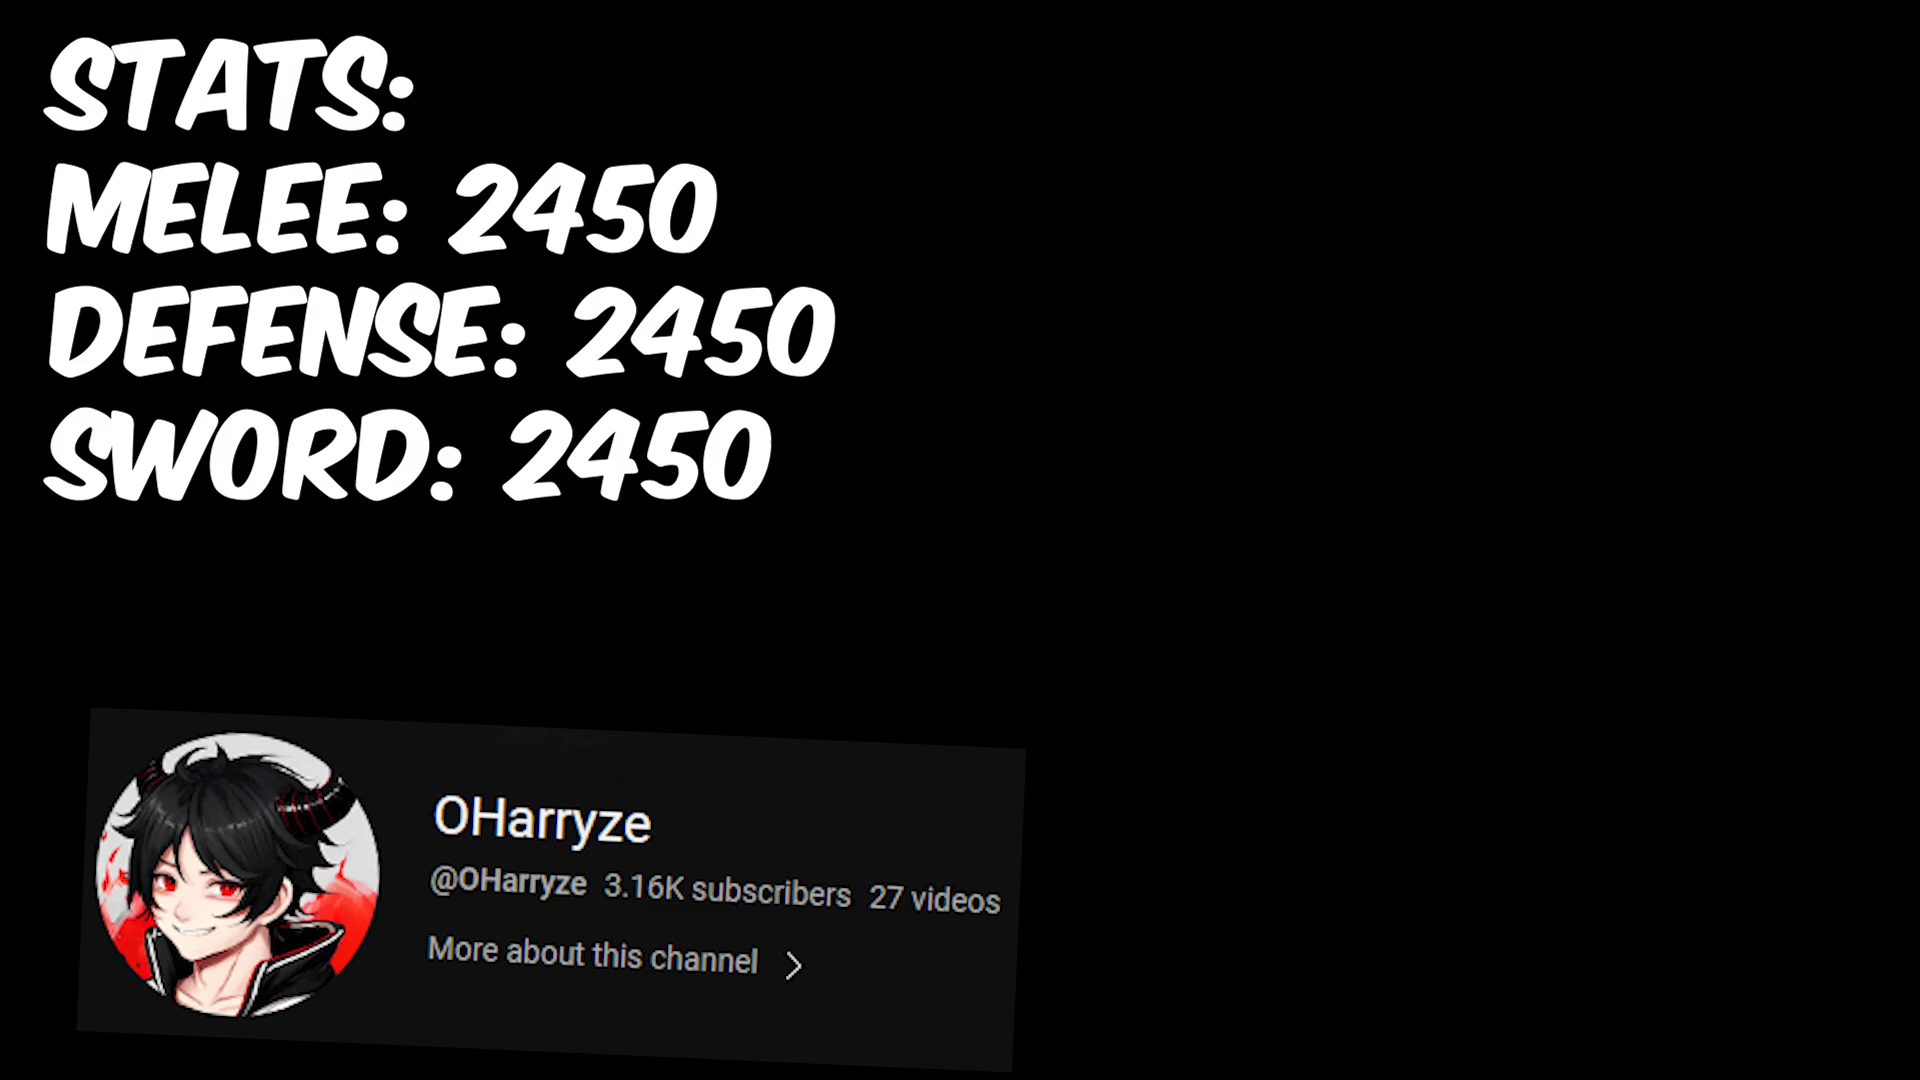 STATS:
MELEE: 2450
DEFENSE: 2450
SWORD: 2450
OHarryze
@OHarryze 3.16K subscribers 27 videos
More about this channel >